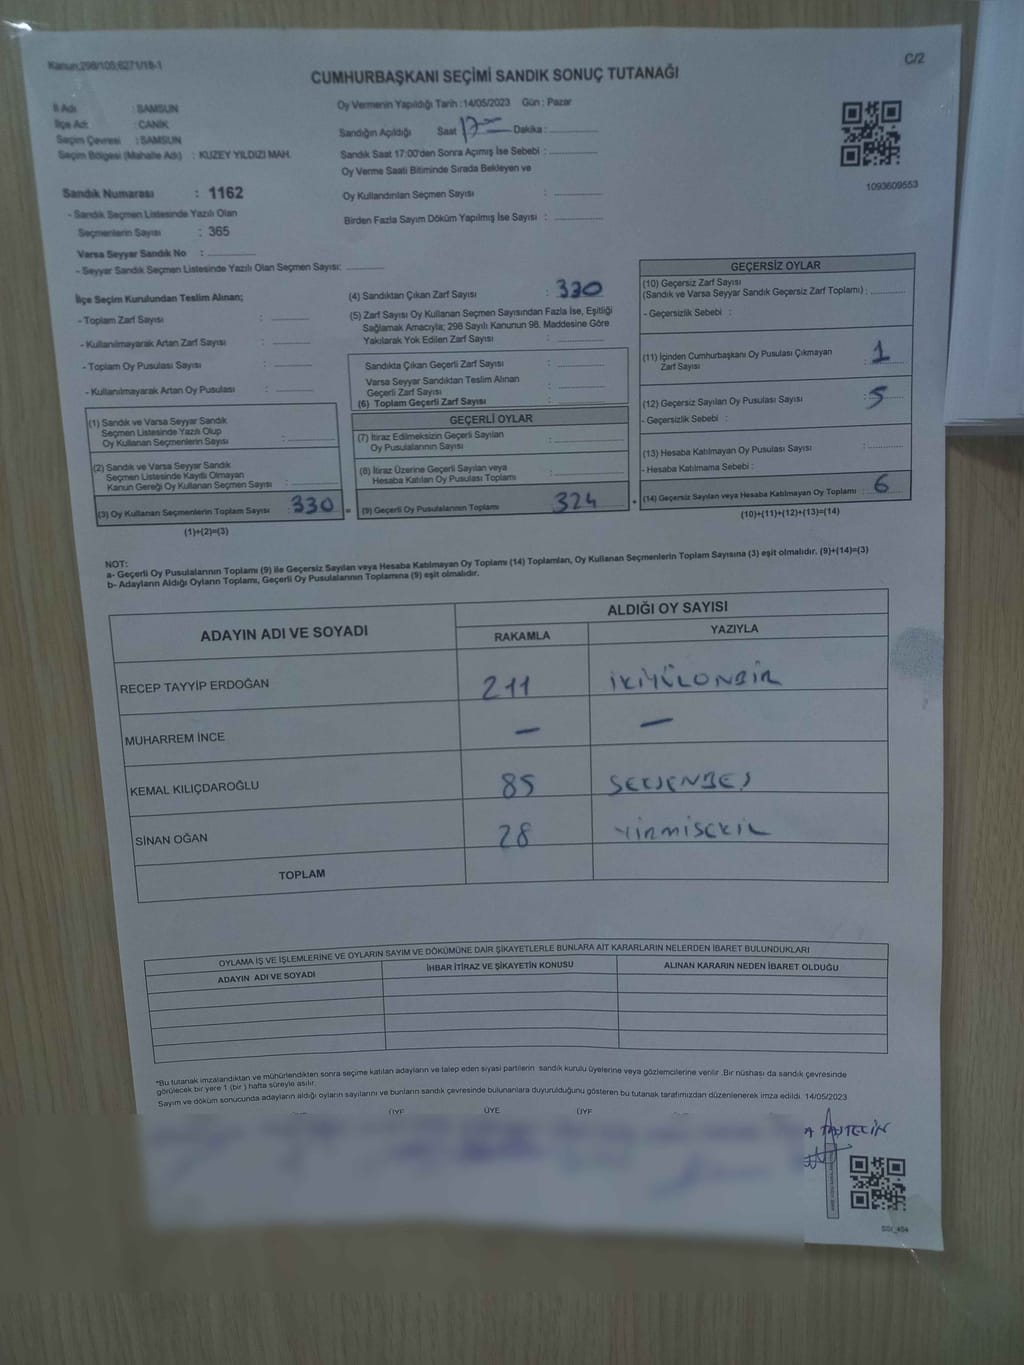 Kanun;298/105;6271/18-1
C/2
CUMHURBAŞKANI SEÇİMİ SANDIK SONUÇ TUTANAĞI
İl Adı : SAMSUN
İlçe Adı : CANİK
Seçim Çevresi : SAMSUN
Seçim Bölgesi (Mahalle Adı) : KUZEY YILDIZI MAH.
Oy Vermenin Yapıldığı Tarih : 14/05/2023 Gün : Pazar
Sandığın Açıldığı Saat 17 Dakika :
Sandık Saat 17:00'den Sonra Açımış İse Sebebi :
Oy Verme Saati Bitiminde Sırada Bekleyen ve
Oy Kullandırılan Seçmen Sayısı :
Birden Fazla Sayım Döküm Yapılmış İse Sayısı :
1093609553
Sandık Numarası : 1162
- Sandık Seçmen Listesinde Yazılı Olan
Seçmenlerin Sayısı : 365
Varsa Seyyar Sandık No :
- Seyyar Sandık Seçmen Listesinde Yazılı Olan Seçmen Sayısı:
İlçe Seçim Kurulundan Teslim Alınan;
- Toplam Zarf Sayısı :
- Kullanılmayarak Artan Zarf Sayısı :
- Toplam Oy Pusulası Sayısı :
- Kullanılmayarak Artan Oy Pusulası :
(1) Sandık ve Varsa Seyyar Sandık
Seçmen Listesinde Yazılı Olup
Oy Kullanan Seçmenlerin Sayısı :
(2) Sandık ve Varsa Seyyar Sandık
Seçmen Listesinde Kayıtlı Olmayan
Kanun Gereği Oy Kullanan Seçmen Sayısı :
(3) Oy Kullanan Seçmenlerin Toplam Sayısı : 330 =
(1)+(2)=(3)
(4) Sandıktan Çıkan Zarf Sayısı : 330
(5) Zarf Sayısı Oy Kullanan Seçmen Sayısından Fazla İse, Eşitliği
Sağlamak Amacıyla; 298 Sayılı Kanunun 98. Maddesine Göre
Yakılarak Yok Edilen Zarf Sayısı :
Sandıkta Çıkan Geçerli Zarf Sayısı :
Varsa Seyyar Sandıktan Teslim Alınan
Geçerli Zarf Sayısı :
(6) Toplam Geçerli Zarf Sayısı :
GEÇERLİ OYLAR
(7) İtiraz Edilmeksizin Geçerli Sayılan
Oy Pusulalarının Sayısı :
(8) İtiraz Üzerine Geçerli Sayılan veya
Hesaba Katılan Oy Pusulası Toplamı :
(9) Geçerli Oy Pusulalarının Toplamı : 324 +
GEÇERSİZ OYLAR
(10) Geçersiz Zarf Sayısı
(Sandık ve Varsa Seyyar Sandık Geçersiz Zarf Toplamı) :
- Geçersizlik Sebebi :
(11) İçinden Cumhurbaşkanı Oy Pusulası Çıkmayan
Zarf Sayısı : 1
(12) Geçersiz Sayılan Oy Pusulası Sayısı : 5
- Geçersizlik Sebebi :
(13) Hesaba Katılmayan Oy Pusulası Sayısı :
- Hesaba Katılmama Sebebi :
(14) Geçersiz Sayılan veya Hesaba Katılmayan Oy Toplamı : 6
(10)+(11)+(12)+(13)=(14)
NOT:
a- Geçerli Oy Pusulalarının Toplamı (9) ile Geçersiz Sayılan veya Hesaba Katılmayan Oy Toplamı (14) Toplamları, Oy Kullanan Seçmenlerin Toplam Sayısına (3) eşit olmalıdır. (9)+(14)=(3)
b- Adayların Aldığı Oyların Toplamı, Geçerli Oy Pusulalarının Toplamına (9) eşit olmalıdır.
ADAYIN ADI VE SOYADI
ALDIĞI OY SAYISI
RAKAMLA YAZIYLA
RECEP TAYYİP ERDOĞAN 211 İKİYÜZONBİR
MUHARREM İNCE — —
KEMAL KILIÇDAROĞLU 85 SEKSENBEŞ
SİNAN OĞAN 28 YİRMİSEKİZ
TOPLAM
OYLAMA İŞ VE İŞLEMLERİNE VE OYLARIN SAYIM VE DÖKÜMÜNE DAİR ŞİKAYETLERLE BUNLARA AİT KARARLARIN NELERDEN İBARET BULUNDUKLARI
ADAYIN ADI VE SOYADI İHBAR İTİRAZ VE ŞİKAYETİN KONUSU ALINAN KARARIN NEDEN İBARET OLDUĞU
*Bu tutanak imzalandıktan ve mühürlendikten sonra seçime katılan adayların ve talep eden siyasi partilerin sandık kurulu üyelerine veya gözlemcilerine verilir. Bir nüshası da sandık çevresinde
görülecek bir yere 1 (bir) hafta süreyle asılır.
Sayım ve döküm sonucunda adayların aldığı oyların sayılarını ve bunların sandık çevresinde bulunanlara duyurulduğunu gösteren bu tutanak tarafımızdan düzenlenerek imza edildi. 14/05/2023
ÜYE ÜYE ÜYE